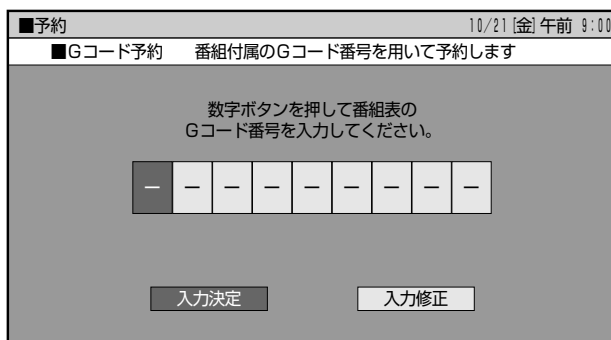 ■予約 10/21[金]午前 9:00
■Gコード予約 番組付属のGコード番号を用いて予約します
数字ボタンを押して番組表の
Gコード番号を入力してください。
－ － － － － － － － －
入力決定 入力修正